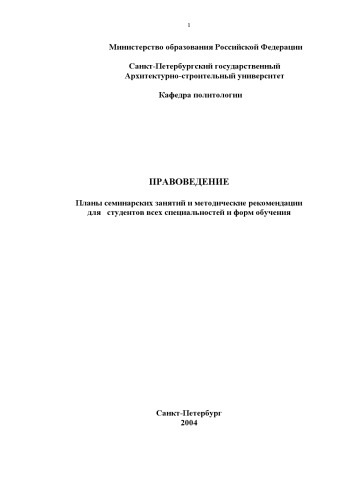 1
Министерство образования Российской Федерации
Санкт-Петербургский государственный
Архитектурно-строительный университет
Кафедра политологии
ПРАВОВЕДЕНИЕ
Планы семинарских занятий и методические рекомендации
для студентов всех специальностей и форм обучения
Санкт-Петербург
2004